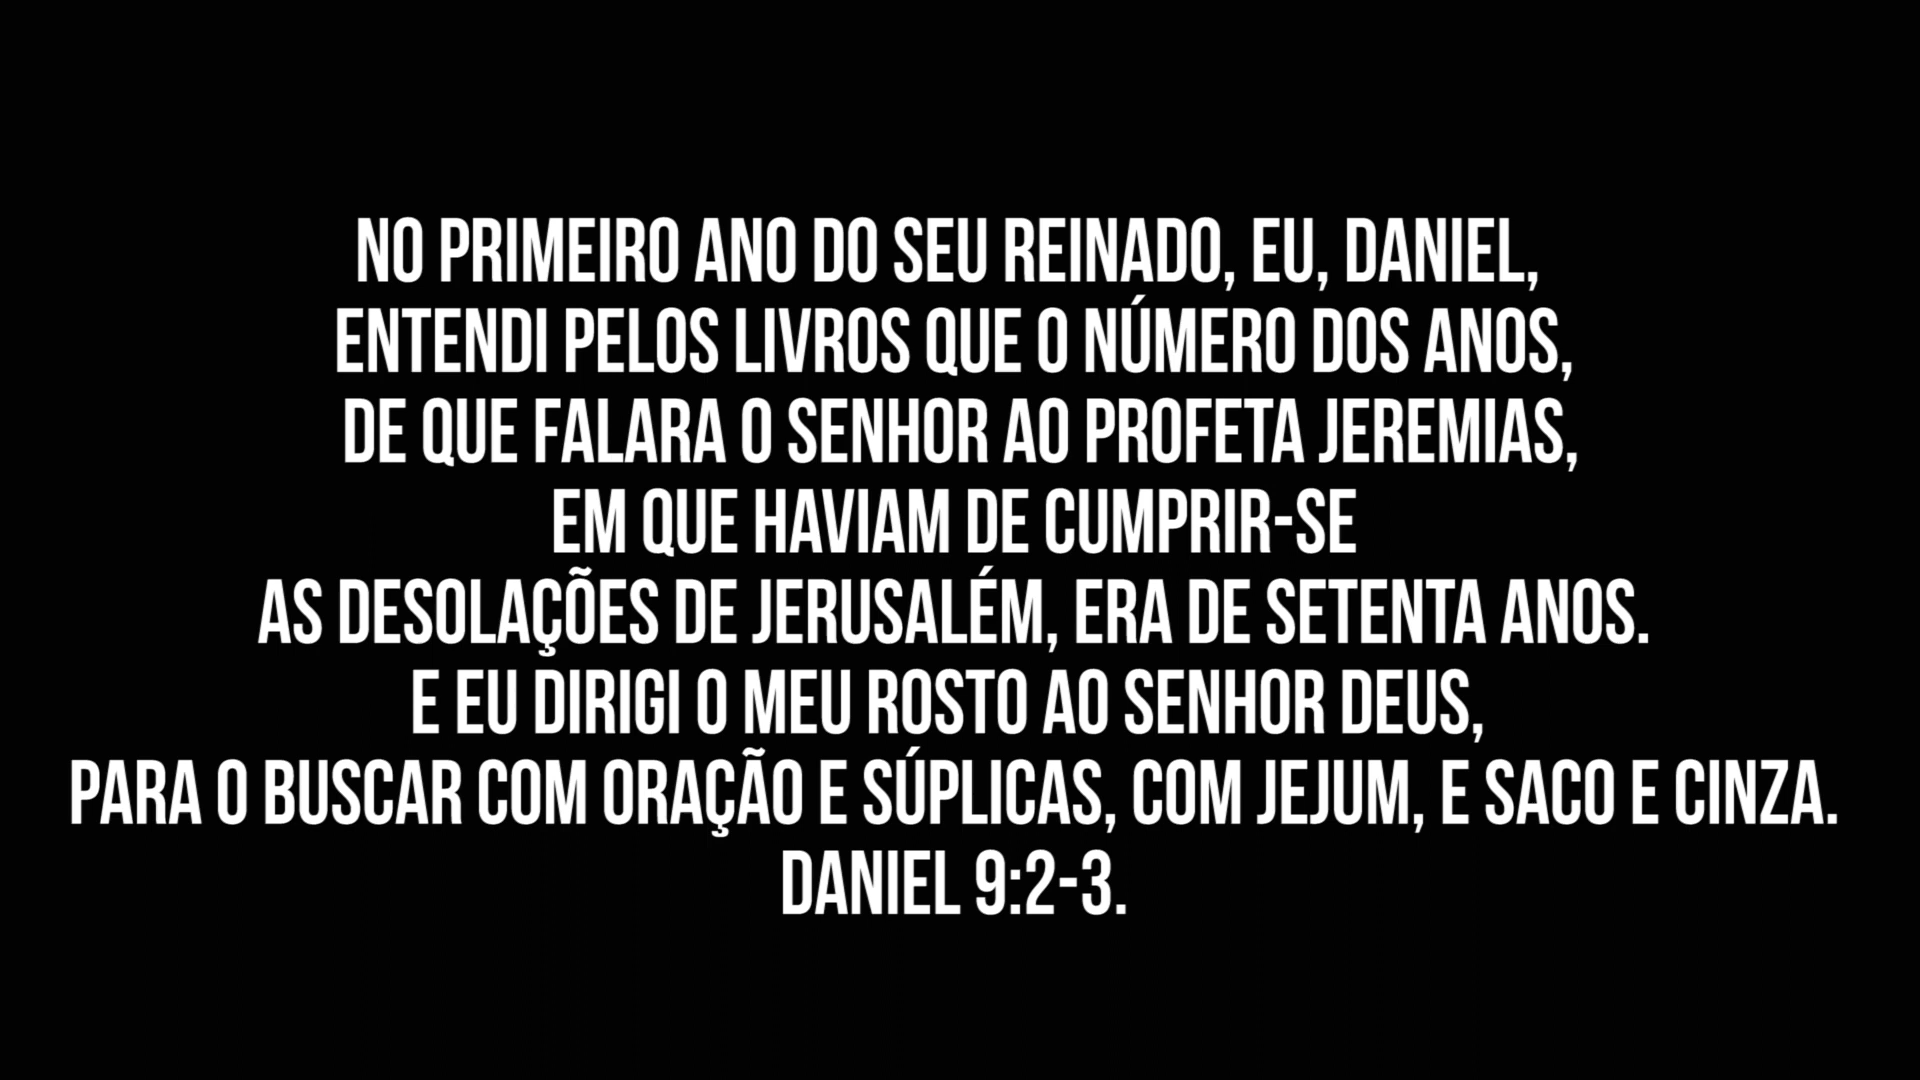 NO PRIMEIRO ANO DO SEU REINADO, EU, DANIEL,
ENTENDI PELOS LIVROS QUE O NÚMERO DOS ANOS,
DE QUE FALARA O SENHOR AO PROFETA JEREMIAS,
EM QUE HAVIAM DE CUMPRIR-SE
AS DESOLAÇÕES DE JERUSALÉM, ERA DE SETENTA ANOS.
E EU DIRIGI O MEU ROSTO AO SENHOR DEUS,
PARA O BUSCAR COM ORAÇÃO E SÚPLICAS, COM JEJUM, E SACO E CINZA.
DANIEL 9:2-3.